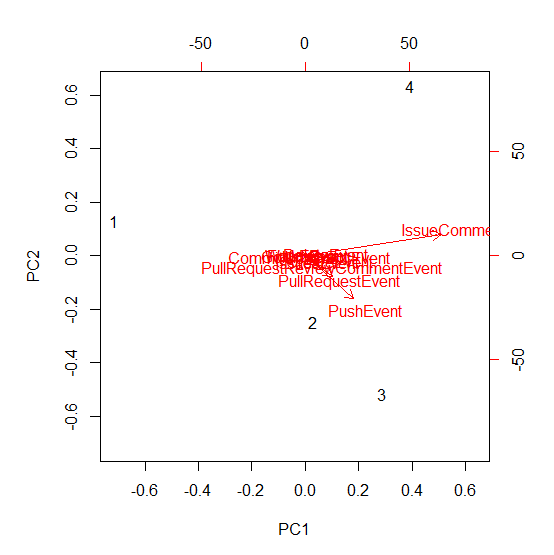 -50 0 50
4
0.6
0.4
50
1
0.2
IssueComme
0.0
0
PullRequestReviewCommentEvent
PullRequestEvent
PushEvent
PC2
-0.2
2
-0.4
-50
3
-0.6
-0.6 -0.4 -0.2 0.0 0.2 0.4 0.6
PC1